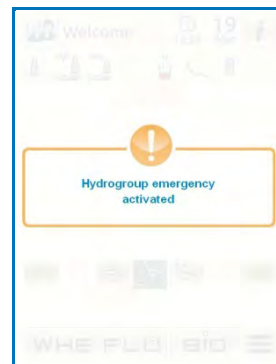 Welcome
19
!
Hydrogroup emergency
activated
WHE FLU BIO